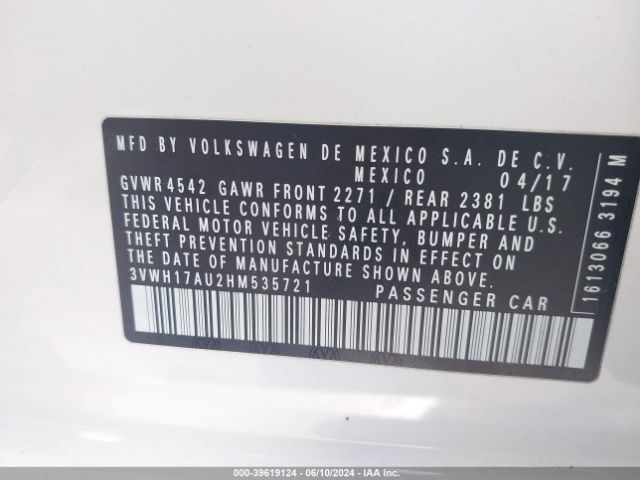 MFD BY VOLKSWAGEN DE MEXICO S.A. DE C.V.
MEXICO 04/17
GVWR 4542 GAWR FRONT 2271 / REAR 2381 LBS
THIS VEHICLE CONFORMS TO ALL APPLICABLE U.S.
FEDERAL MOTOR VEHICLE SAFETY, BUMPER AND
THEFT PREVENTION STANDARDS IN EFFECT ON
THE DATE OF MANUFACTURE SHOWN ABOVE.
3VWH17AU2HM535721 PASSENGER CAR
1613066 3194 M
000-39619124 - 06/10/2024 - IAAI.COM